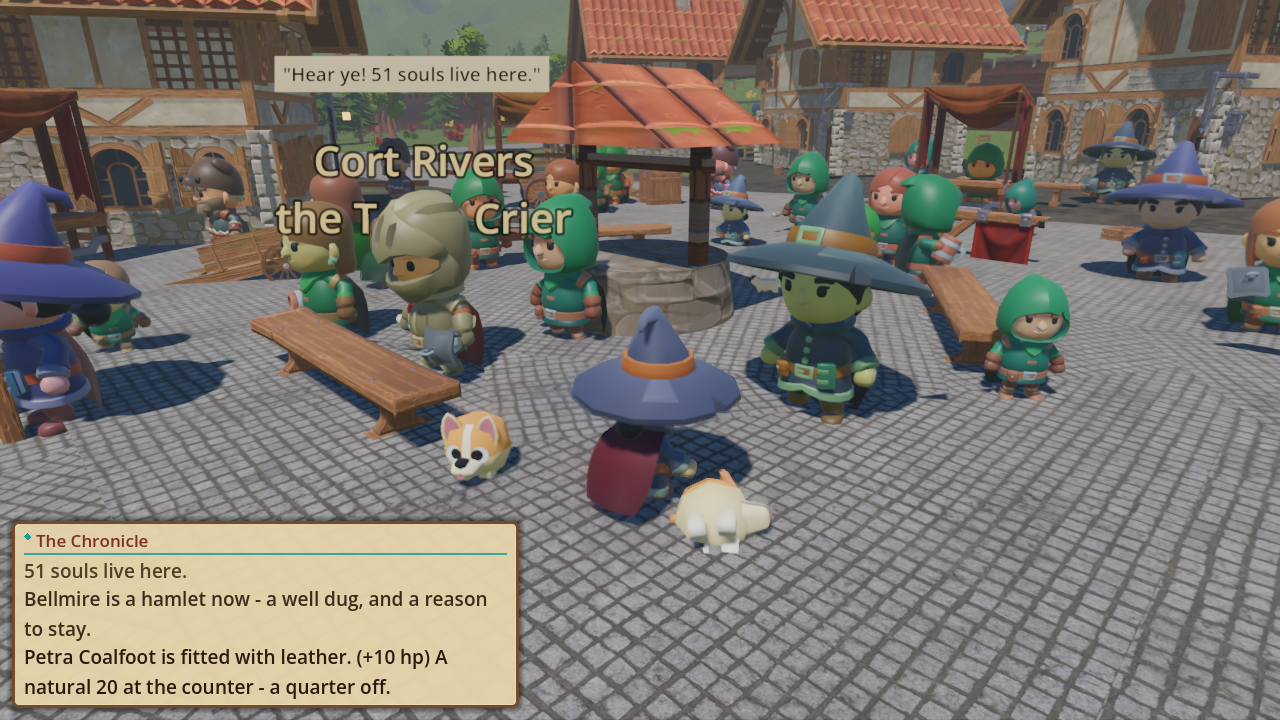 "Hear ye! 51 souls live here."
Cort Rivers
the T Crier
The Chronicle
51 souls live here.
Bellmire is a hamlet now - a well dug, and a reason
to stay.
Petra Coalfoot is fitted with leather. (+10 hp) A
natural 20 at the counter - a quarter off.